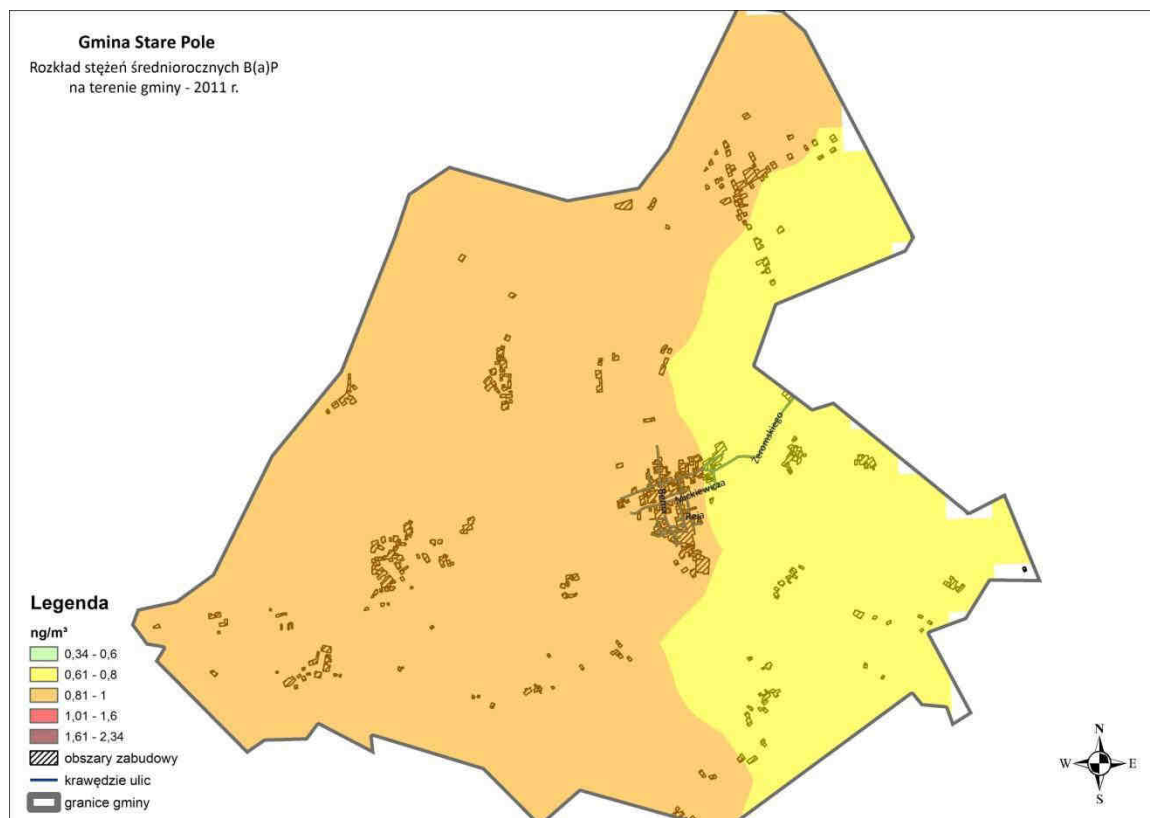 Gmina Stare Pole
Rozkład stężeń średniorocznych B(a)P
na terenie gminy - 2011 r.
Żeromskiego
Mickiewicza
Reja
Legenda
ng/m³
0,34 - 0,6
0,61 - 0,8
0,81 - 1
1,01 - 1,6
1,61 - 2,34
obszary zabudowy
krawędzie ulic
granice gminy
N
W
E
S